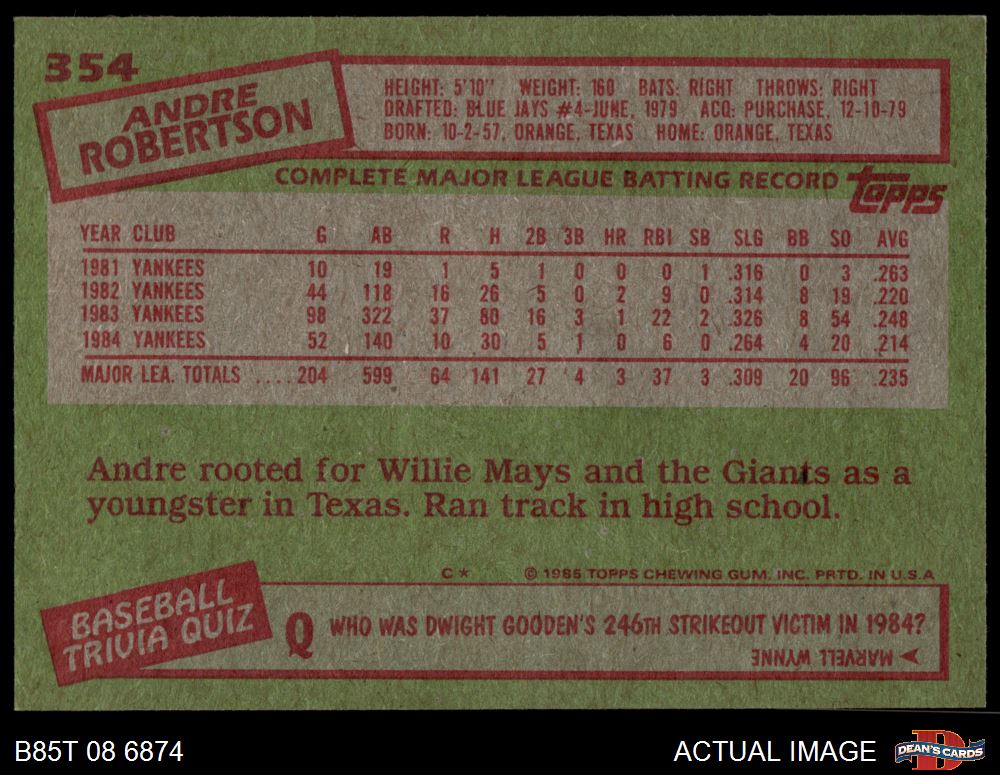 354
ANDRE
ROBERTSON
HEIGHT: 5'10" WEIGHT: 160 BATS: RIGHT THROWS: RIGHT
DRAFTED: BLUE JAYS #4-JUNE, 1979 ACQ: PURCHASE, 12-10-79
BORN: 10-2-57, ORANGE, TEXAS HOME: ORANGE, TEXAS
COMPLETE MAJOR LEAGUE BATTING RECORD topps
YEAR CLUB G AB R H 2B 3B HR RBI SB SLG BB SO AVG
1981 YANKEES 10 19 1 5 1 0 0 0 1 .316 0 3 .263
1982 YANKEES 44 118 16 26 5 0 2 9 0 .314 8 19 .220
1983 YANKEES 98 322 37 80 16 3 1 22 2 .326 8 54 .248
1984 YANKEES 52 140 10 30 5 1 0 6 0 .264 4 20 .214
MAJOR LEA. TOTALS ....204 599 64 141 27 4 3 37 3 .309 20 96 .235
Andre rooted for Willie Mays and the Giants as a
youngster in Texas. Ran track in high school.
C* © 1985 TOPPS CHEWING GUM, INC. PRTD. IN U.S.A
BASEBALL
TRIVIA QUIZ
Q WHO WAS DWIGHT GOODEN'S 246TH STRIKEOUT VICTIM IN 1984?
MARVELL WYNNE
B85T 08 6874 ACTUAL IMAGE D DEAN'S CARDS